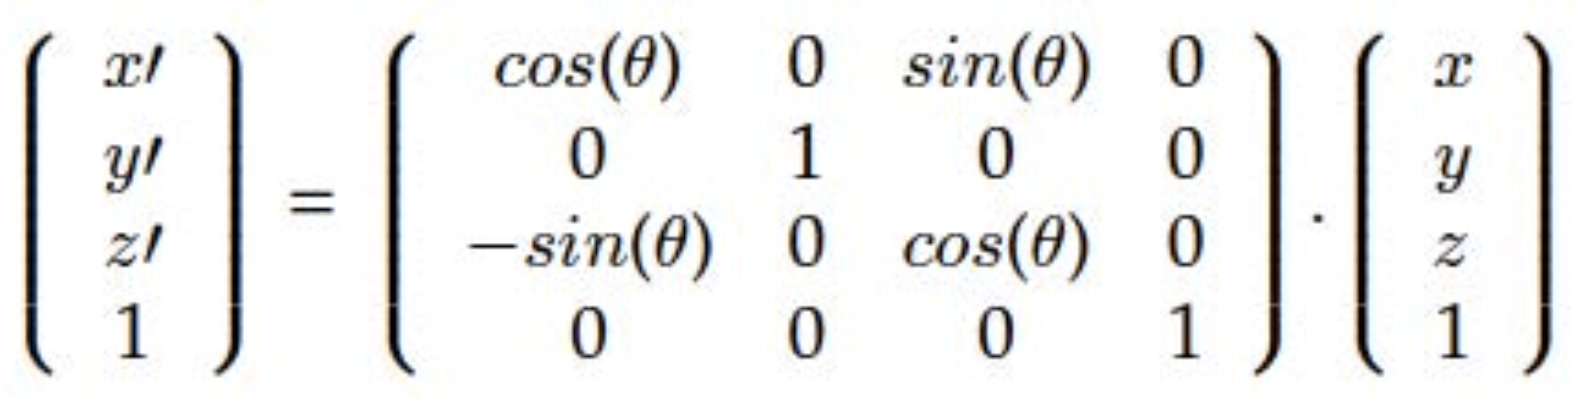 x′ cos(θ) 0 sin(θ) 0 x
y′ 0 1 0 0 y
= ·
z′ −sin(θ) 0 cos(θ) 0 z
1 0 0 0 1 1